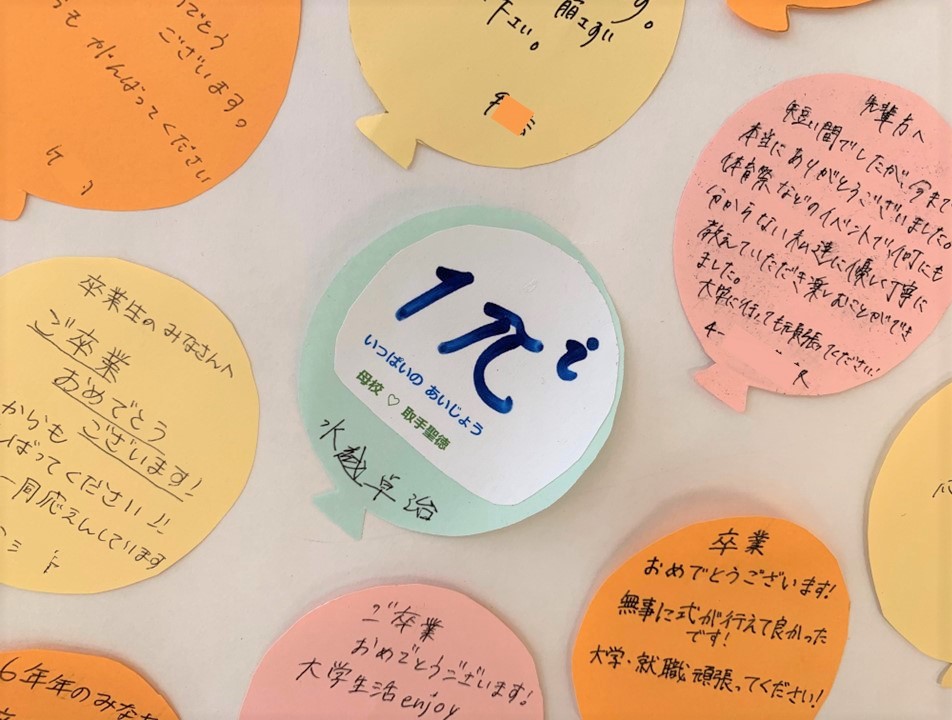 でとう
ございます。
がんばってください
下さい。
先輩方へ
短い間でしたが、今まで
本当にありがとうございました。
体育祭などのイベントで何にも
分からない私達に優しく丁寧に
教えていただき楽しむことができ
ました。
大学に行っても頑張ってください!
1π^i
いっぱいの あいじょう
母校 ♡ 取手聖徳
水越卓治
卒業生のみなさんへ
ご卒業
おめでとう
ございます!
からも
ばってください!!
一同応えんしています
卒業
おめでとうございます!
無事に式が行えて良かった
です!
大学・就職頑張ってください!
ご卒業
おめでとうございます!
大学生活enjoy
6年年のみな